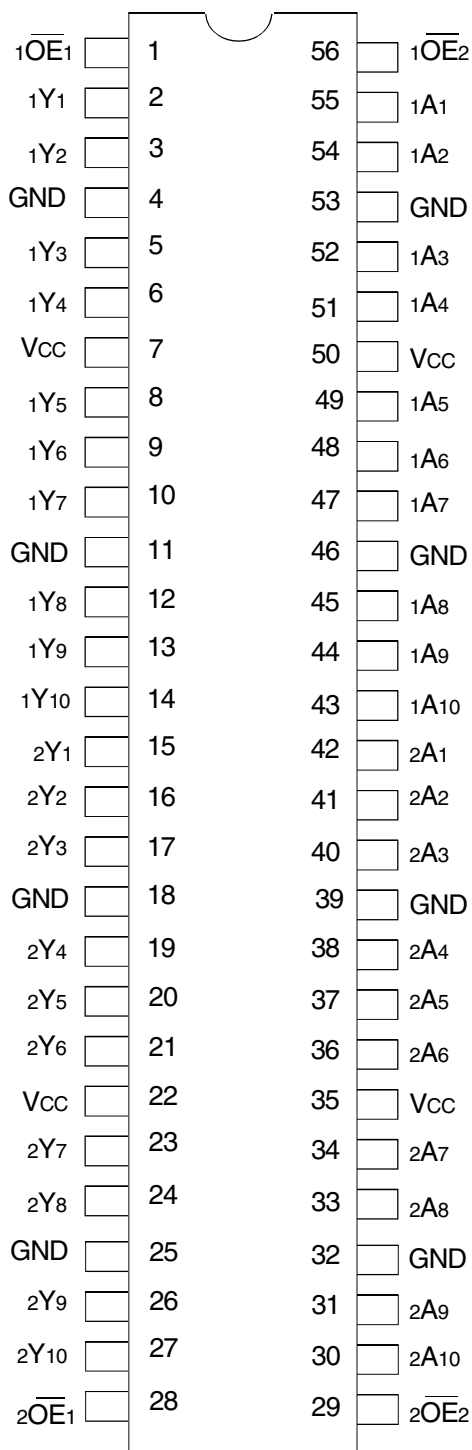 1OE1 1 56 1OE2
1Y1 2 55 1A1
1Y2 3 54 1A2
GND 4 53 GND
1Y3 5 52 1A3
1Y4 6 51 1A4
VCC 7 50 VCC
1Y5 8 49 1A5
1Y6 9 48 1A6
1Y7 10 47 1A7
GND 11 46 GND
1Y8 12 45 1A8
1Y9 13 44 1A9
1Y10 14 43 1A10
2Y1 15 42 2A1
2Y2 16 41 2A2
2Y3 17 40 2A3
GND 18 39 GND
2Y4 19 38 2A4
2Y5 20 37 2A5
2Y6 21 36 2A6
VCC 22 35 VCC
2Y7 23 34 2A7
2Y8 24 33 2A8
GND 25 32 GND
2Y9 26 31 2A9
2Y10 27 30 2A10
2OE1 28 29 2OE2